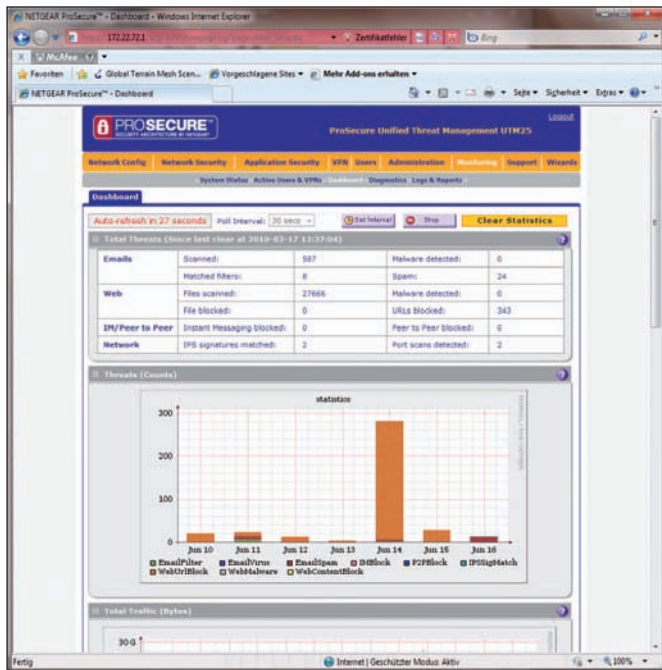 NETGEAR ProSecure™ - Dashboard - Windows Internet Explorer
172.22.72.1
Zertifikatfehler
Bing
McAfee
Favoriten Global Terrain Mesh Scen... Vorgeschlagene Sites Mehr Add-ons erhalten
NETGEAR ProSecure™ - Dashboard
Seite Sicherheit Extras
PROSECURE™
SECURITY ARCHITECTURE BY NETGEAR
Logout
ProSecure Unified Threat Management UTM25
Network Config Network Security Application Security VPN Users Administration Monitoring Support Wizards
System Status Active Users & VPNs Dashboard Diagnostics Logs & Reports
Dashboard
Auto-refresh in 27 seconds Poll Interval: 30 secs Set Interval Stop Clear Statistics
Total Threats (Since last clear at 2010-03-17 12:37:04)
Emails Scanned: 587 Malware detected: 0
Matched filters: 8 Spam: 24
Web Files scanned: 27666 Malware detected: 0
File blocked: 0 URLs blocked: 343
IM/Peer to Peer Instant Messaging blocked: 0 Peer to Peer blocked: 0
Network IPS signatures matched: 2 Port scans detected: 2
Threats (Counts)
statistics
300
200
100
0
Jun 10 Jun 11 Jun 12 Jun 13 Jun 14 Jun 15 Jun 16
EmailFilter EmailVirus EmailSpam IMBlock P2PBlock IPSSigMatch
WebUrlBlock WebMalware WebContentBlock
Total Traffic (Bytes)
30 G
Fertig
Internet | Geschützter Modus: Aktiv
100%